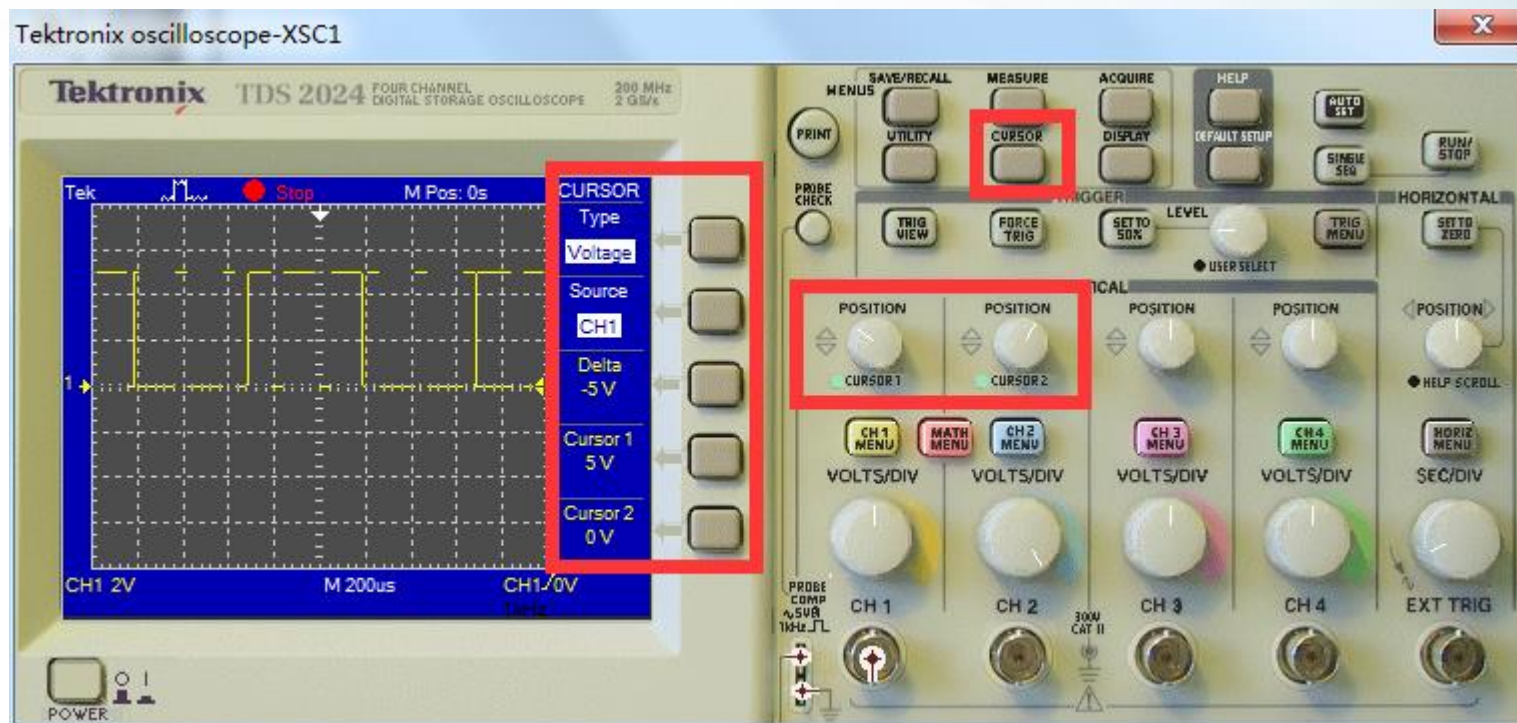 Tektronix oscilloscope-XSC1
Tektronix TDS 2024 FOUR CHANNEL DIGITAL STORAGE OSCILLOSCOPE 200 MHz 2 GS/s
Tek Stop M Pos: 0s
CURSOR
Type
Voltage
Source
CH1
Delta
-5 V
Cursor 1
5 V
Cursor 2
0 V
1
CH1 2V M 200us CH1 0V
1kHz
POWER
MENUS
SAVE/RECALL MEASURE ACQUIRE HELP
PRINT
UTILITY CURSOR DISPLAY DEFAULT SETUP
AUTO SET
SINGLE SEQ
RUN/STOP
PROBE CHECK
TRIGGER
TRIG VIEW
FORCE TRIG
SET TO 50%
LEVEL
USER SELECT
TRIG MENU
HORIZONTAL
SET TO ZERO
POSITION POSITION POSITION POSITION POSITION
CURSOR 1 CURSOR 2 HELP SCROLL
CH 1 MENU
MATH MENU
CH 2 MENU
CH 3 MENU
CH 4 MENU
HORIZ MENU
VOLTS/DIV VOLTS/DIV VOLTS/DIV VOLTS/DIV SEC/DIV
PROBE COMP
~5V@
1kHz
CH 1 CH 2 CH 3 CH 4 EXT TRIG
300V
CAT II